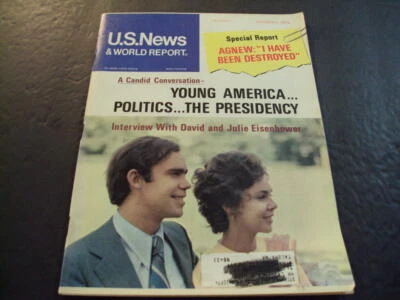 U.S.News
& WORLD REPORT.
Special Report
AGNEW: "I HAVE
BEEN DESTROYED"
A Candid Conversation–
YOUNG AMERICA...
POLITICS...THE PRESIDENCY
Interview With David and Julie Eisenhower